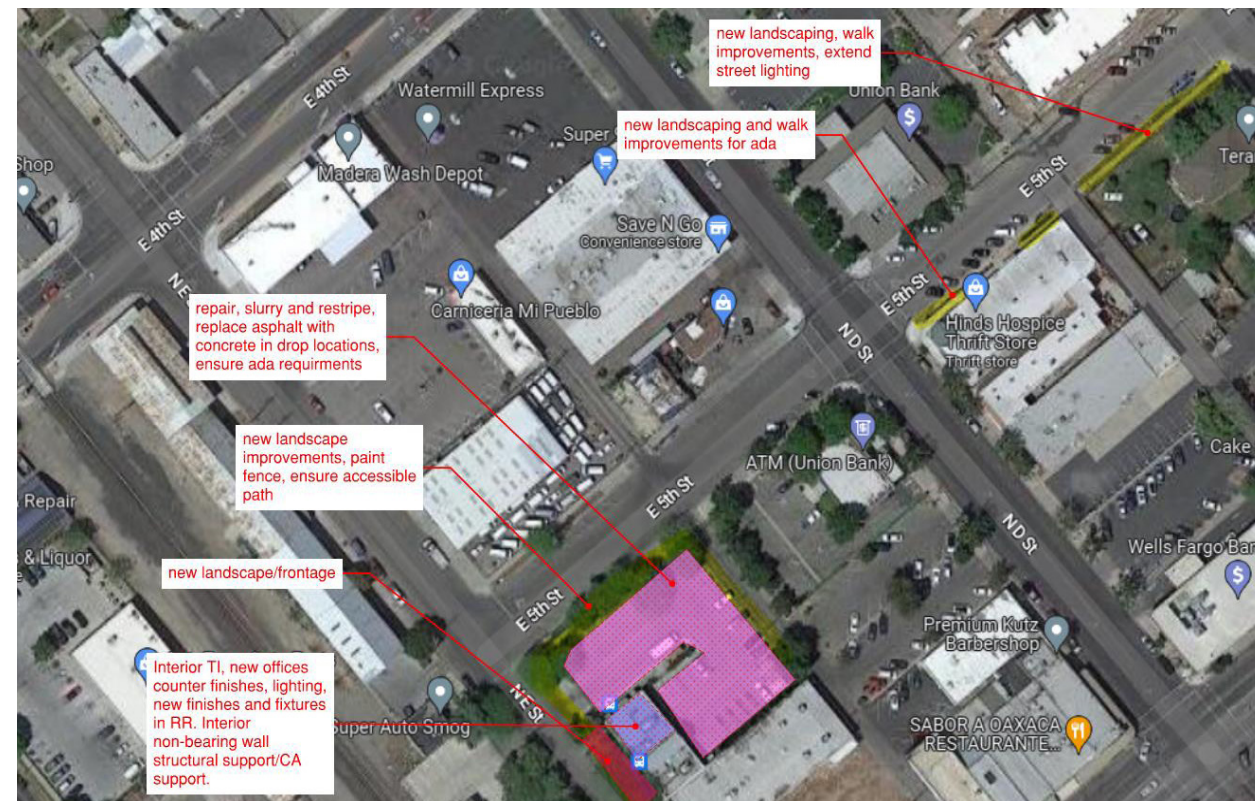 new landscaping, walk
improvements, extend
street lighting
Union Bank
E 4th St
Watermill Express
Super
new landscaping and walk
improvements for ada
Tera
E 5th St
Shop
Madera Wash Depot
E 4th St
Save N Go
Convenience store
E 5th St
N E
repair, slurry and restripe,
replace asphalt with
concrete in drop locations,
ensure ada requirments
Carniceria Mi Pueblo
Hinds Hospice
Thrift Store
Thrift store
N D St
new landscape
improvements, paint
fence, ensure accessible
path
ATM (Union Bank)
Cake
Repair
E 5th St
N D St
& Liquor
Wells Fargo Ban
new landscape/frontage
E 5th St
Premium Kutz
Barbershop
Interior TI, new offices
counter finishes, lighting,
new finishes and fixtures
in RR. Interior
non-bearing wall
structural support/CA
support.
N E St
Super Auto Smog
SABOR A OAXACA
RESTAURANTE...